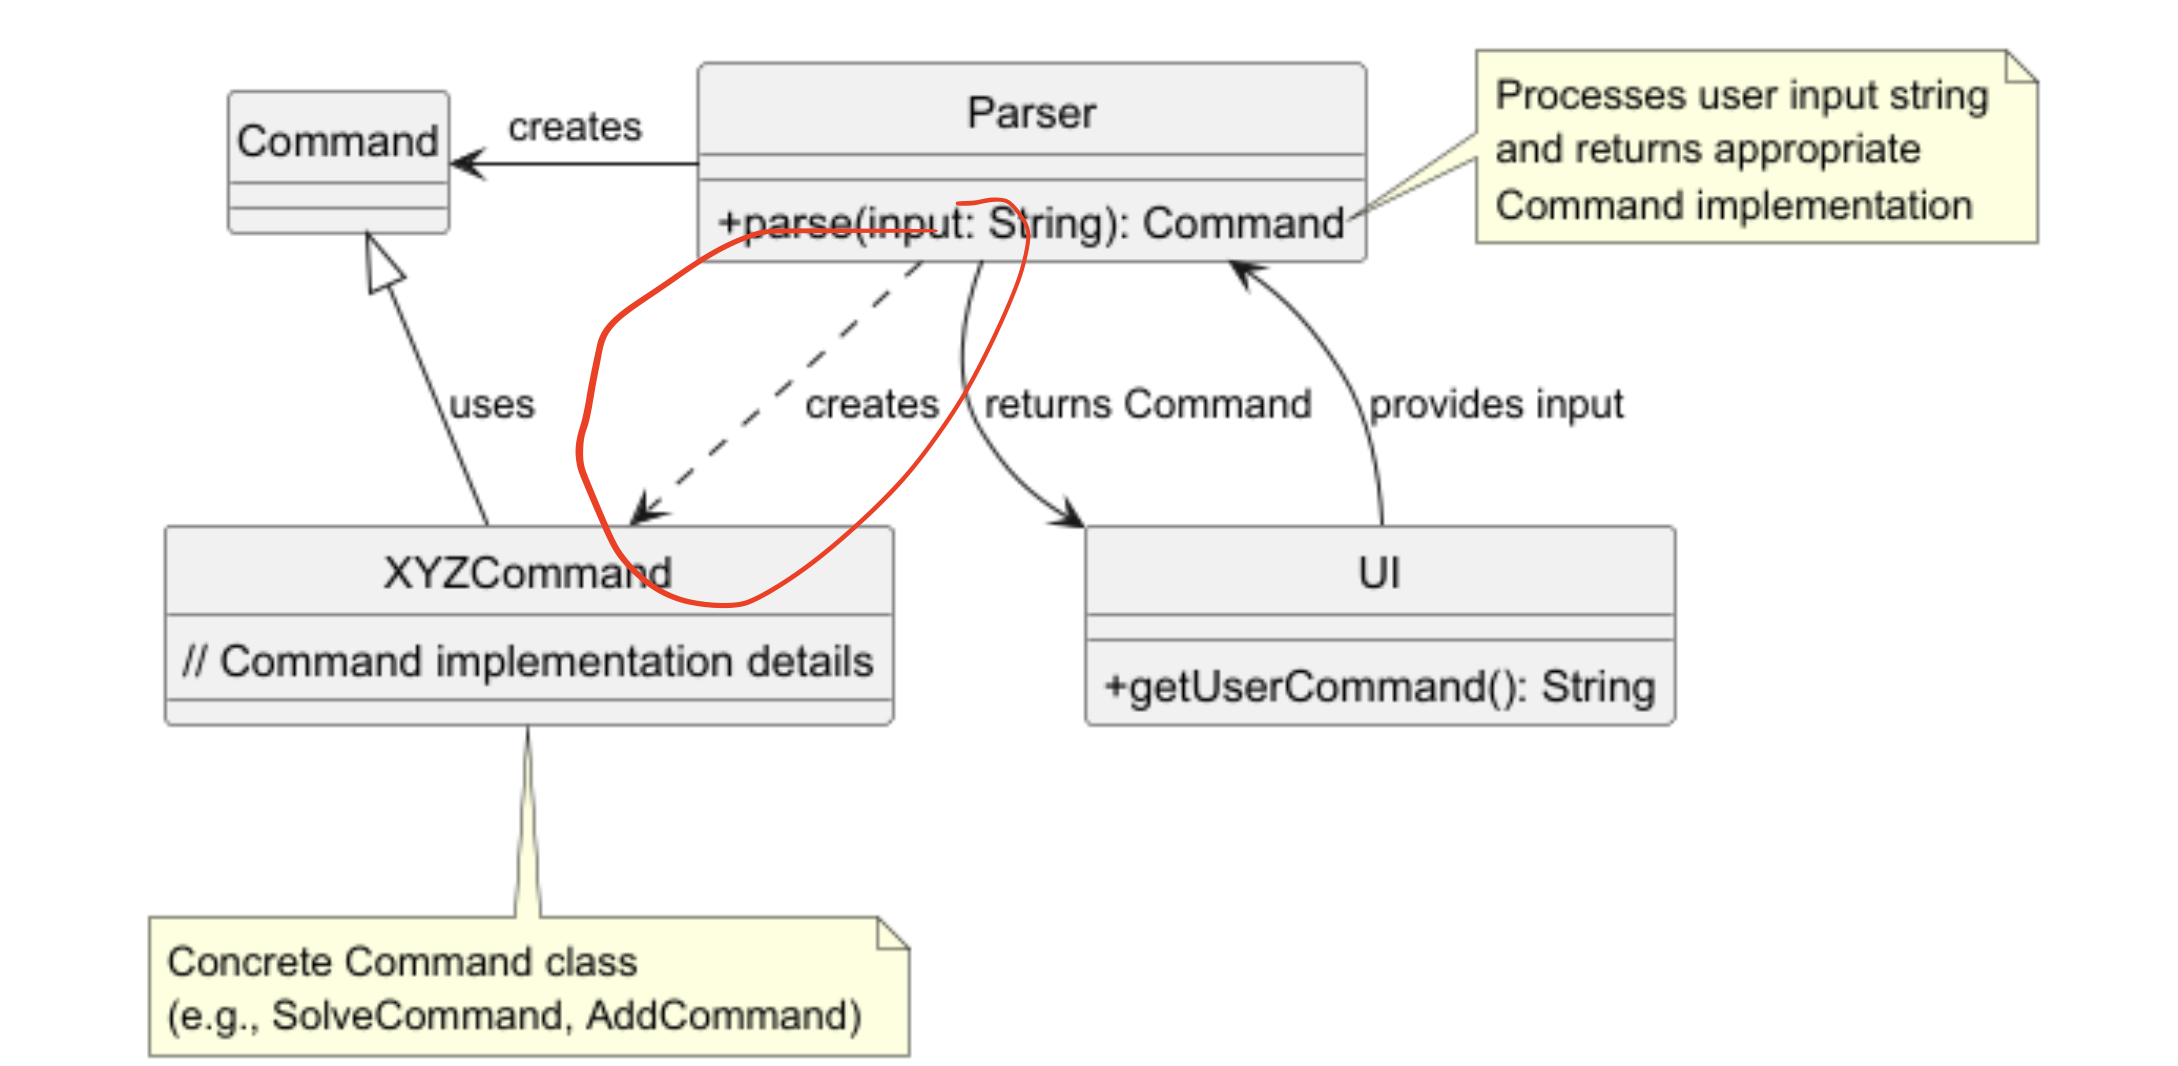 Command
creates
Parser
+parse(input: String): Command
Processes user input string
and returns appropriate
Command implementation
uses
creates
returns Command
provides input
XYZCommand
// Command implementation details
UI
+getUserCommand(): String
Concrete Command class
(e.g., SolveCommand, AddCommand)